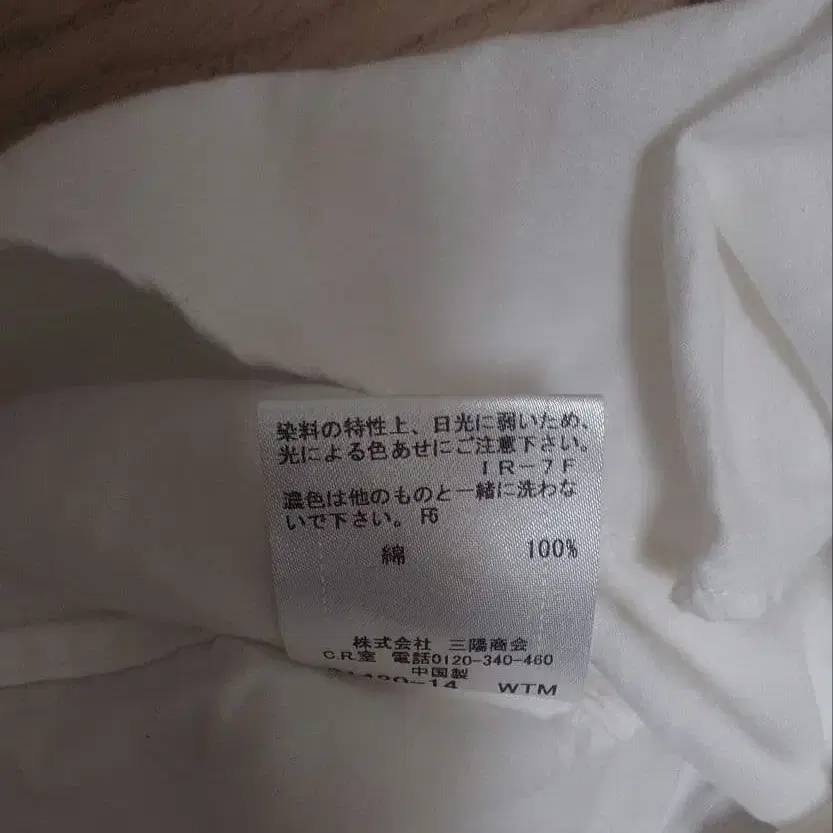 染料の特性上、日光に弱いため、
光による色あせにご注意下さい。
IR-7F
濃色は他のものと一緒に洗わな
いで下さい。 F6
綿 100%
株式会社 三陽商会
C.R.室 電話0120-340-460
中国製
WTM